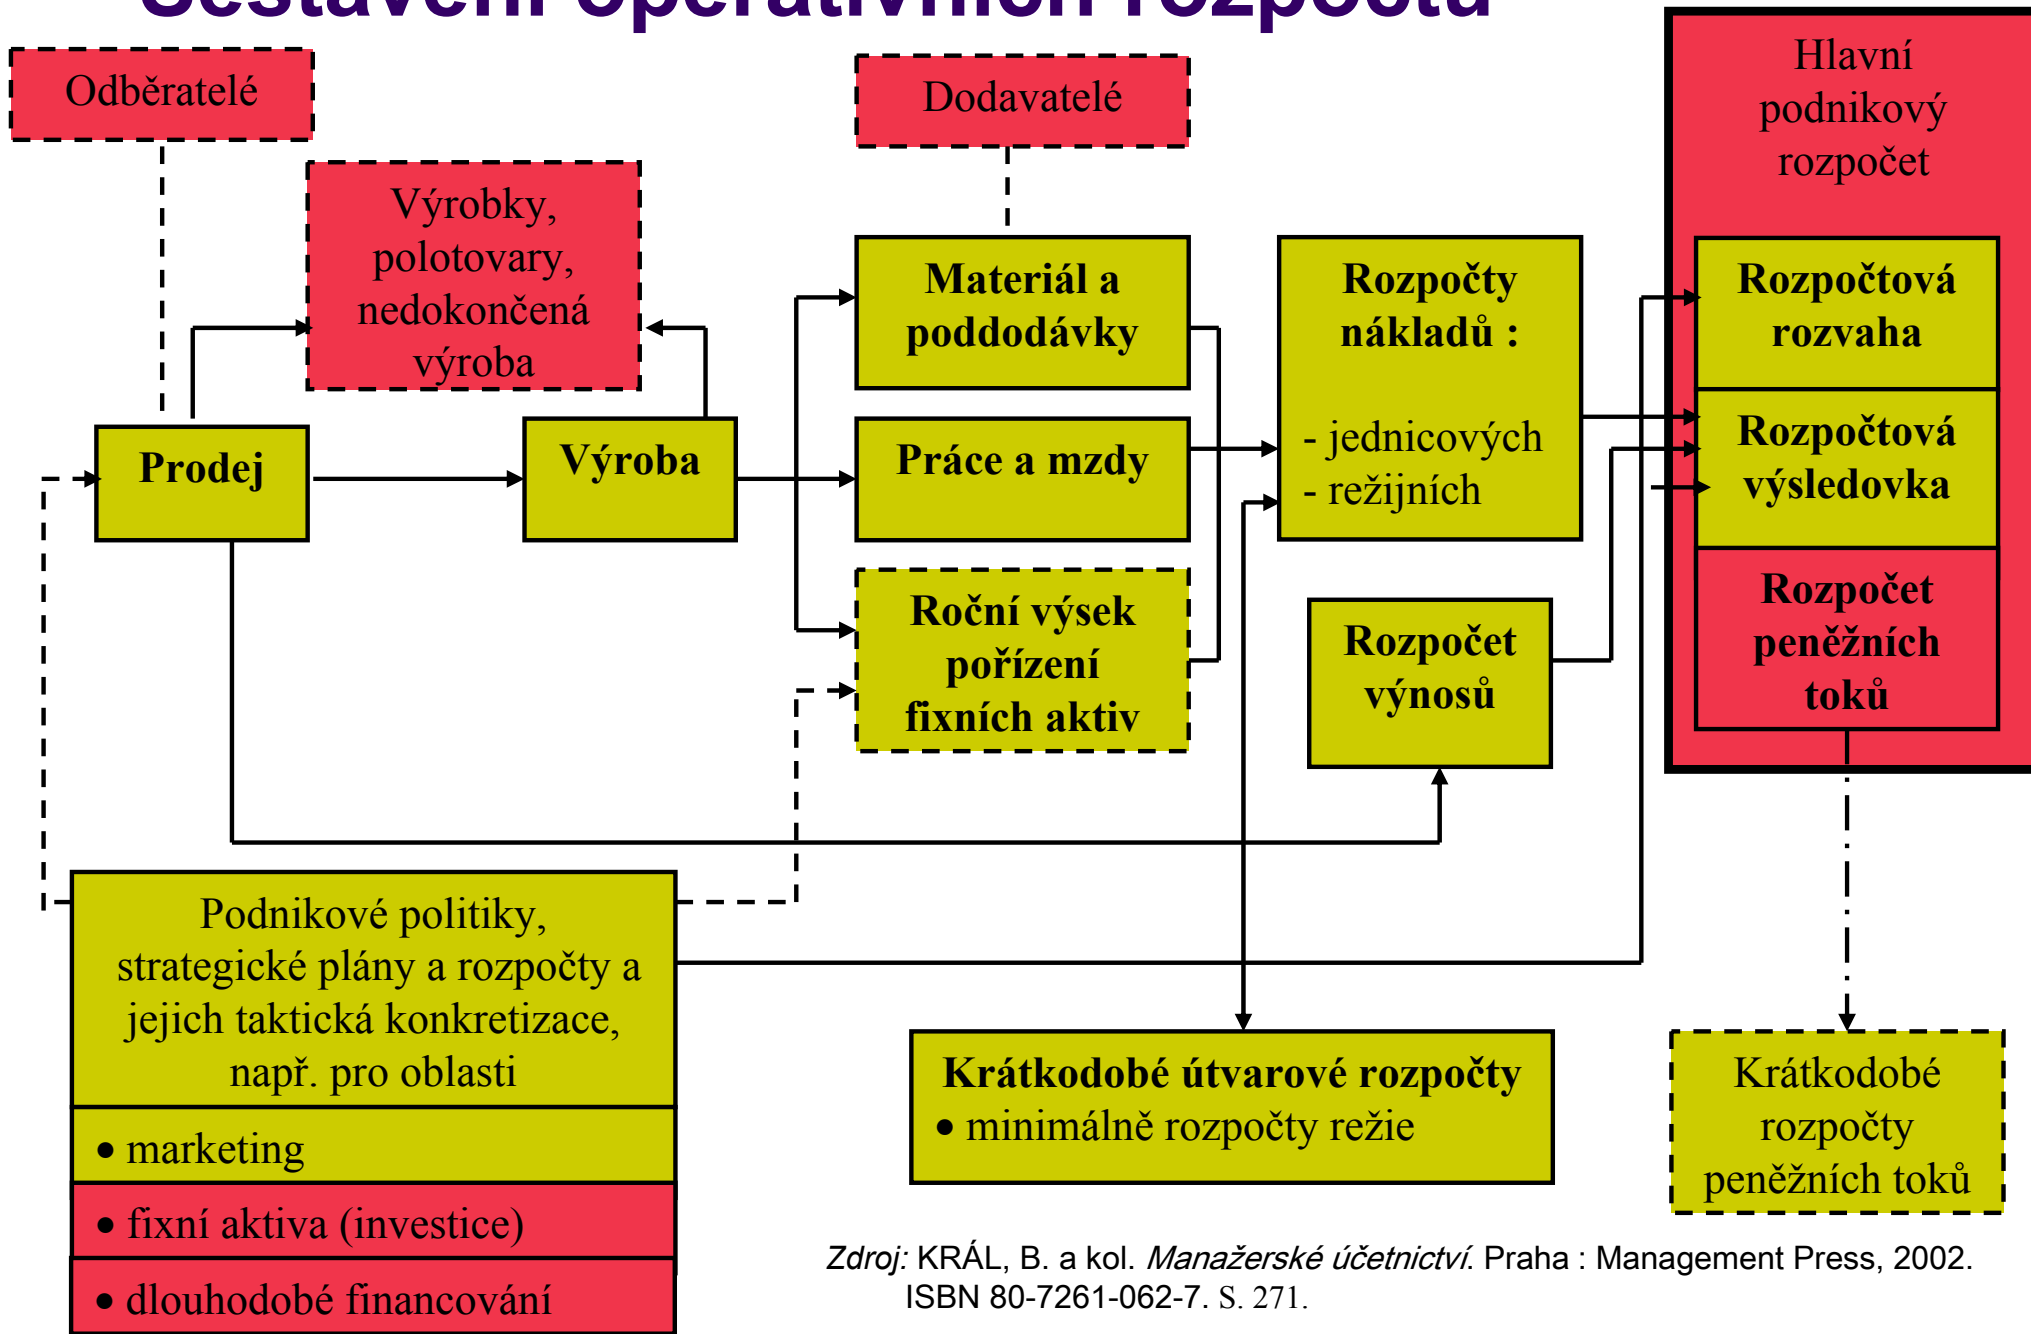 Sestavení operativních rozpočtů
Odběratelé
Dodavatelé
Hlavní
podnikový
rozpočet
Výrobky,
polotovary,
nedokončená
výroba
Materiál a
poddodávky
Rozpočty
nákladů :
- jednicových
- režijních
Rozpočtová
rozvaha
Prodej
Výroba
Práce a mzdy
Rozpočtová
výsledovka
Roční výsek
pořízení
fixních aktiv
Rozpočet
výnosů
Rozpočet
peněžních
toků
Podnikové politiky,
strategické plány a rozpočty a
jejich taktická konkretizace,
např. pro oblasti
• marketing
• fixní aktiva (investice)
• dlouhodobé financování
Krátkodobé útvarové rozpočty
• minimálně rozpočty režie
Krátkodobé
rozpočty
peněžních toků
Zdroj: KRÁL, B. a kol. Manažerské účetnictví. Praha : Management Press, 2002.
ISBN 80-7261-062-7. S. 271.